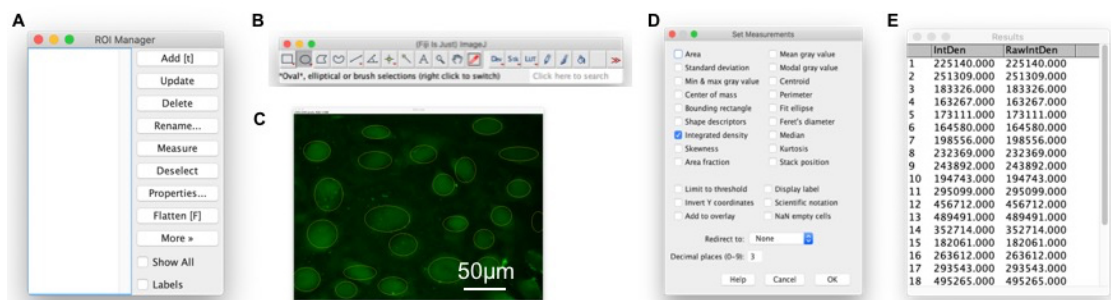 A
ROI Manager
Add [t]
Update
Delete
Rename...
Measure
Deselect
Properties...
Flatten [F]
More »
Show All
Labels
B
(Fiji Is Just) ImageJ
Dev Stk LUT
*Oval*, elliptical or brush selections (right click to switch)
Click here to search
C
50µm
D
Set Measurements
Area Mean gray value
Standard deviation Modal gray value
Min & max gray value Centroid
Center of mass Perimeter
Bounding rectangle Fit ellipse
Shape descriptors Feret's diameter
Integrated density Median
Skewness Kurtosis
Area fraction Stack position
Limit to threshold Display label
Invert Y coordinates Scientific notation
Add to overlay NaN empty cells
Redirect to: None
Decimal places (0-9): 3
Help Cancel OK
E
Results
IntDen RawIntDen
1 225140.000 225140.000
2 251309.000 251309.000
3 183326.000 183326.000
4 163267.000 163267.000
5 173111.000 173111.000
6 164580.000 164580.000
7 198556.000 198556.000
8 232369.000 232369.000
9 243892.000 243892.000
10 194743.000 194743.000
11 295099.000 295099.000
12 456712.000 456712.000
13 489491.000 489491.000
14 352714.000 352714.000
15 182061.000 182061.000
16 263612.000 263612.000
17 293543.000 293543.000
18 495265.000 495265.000